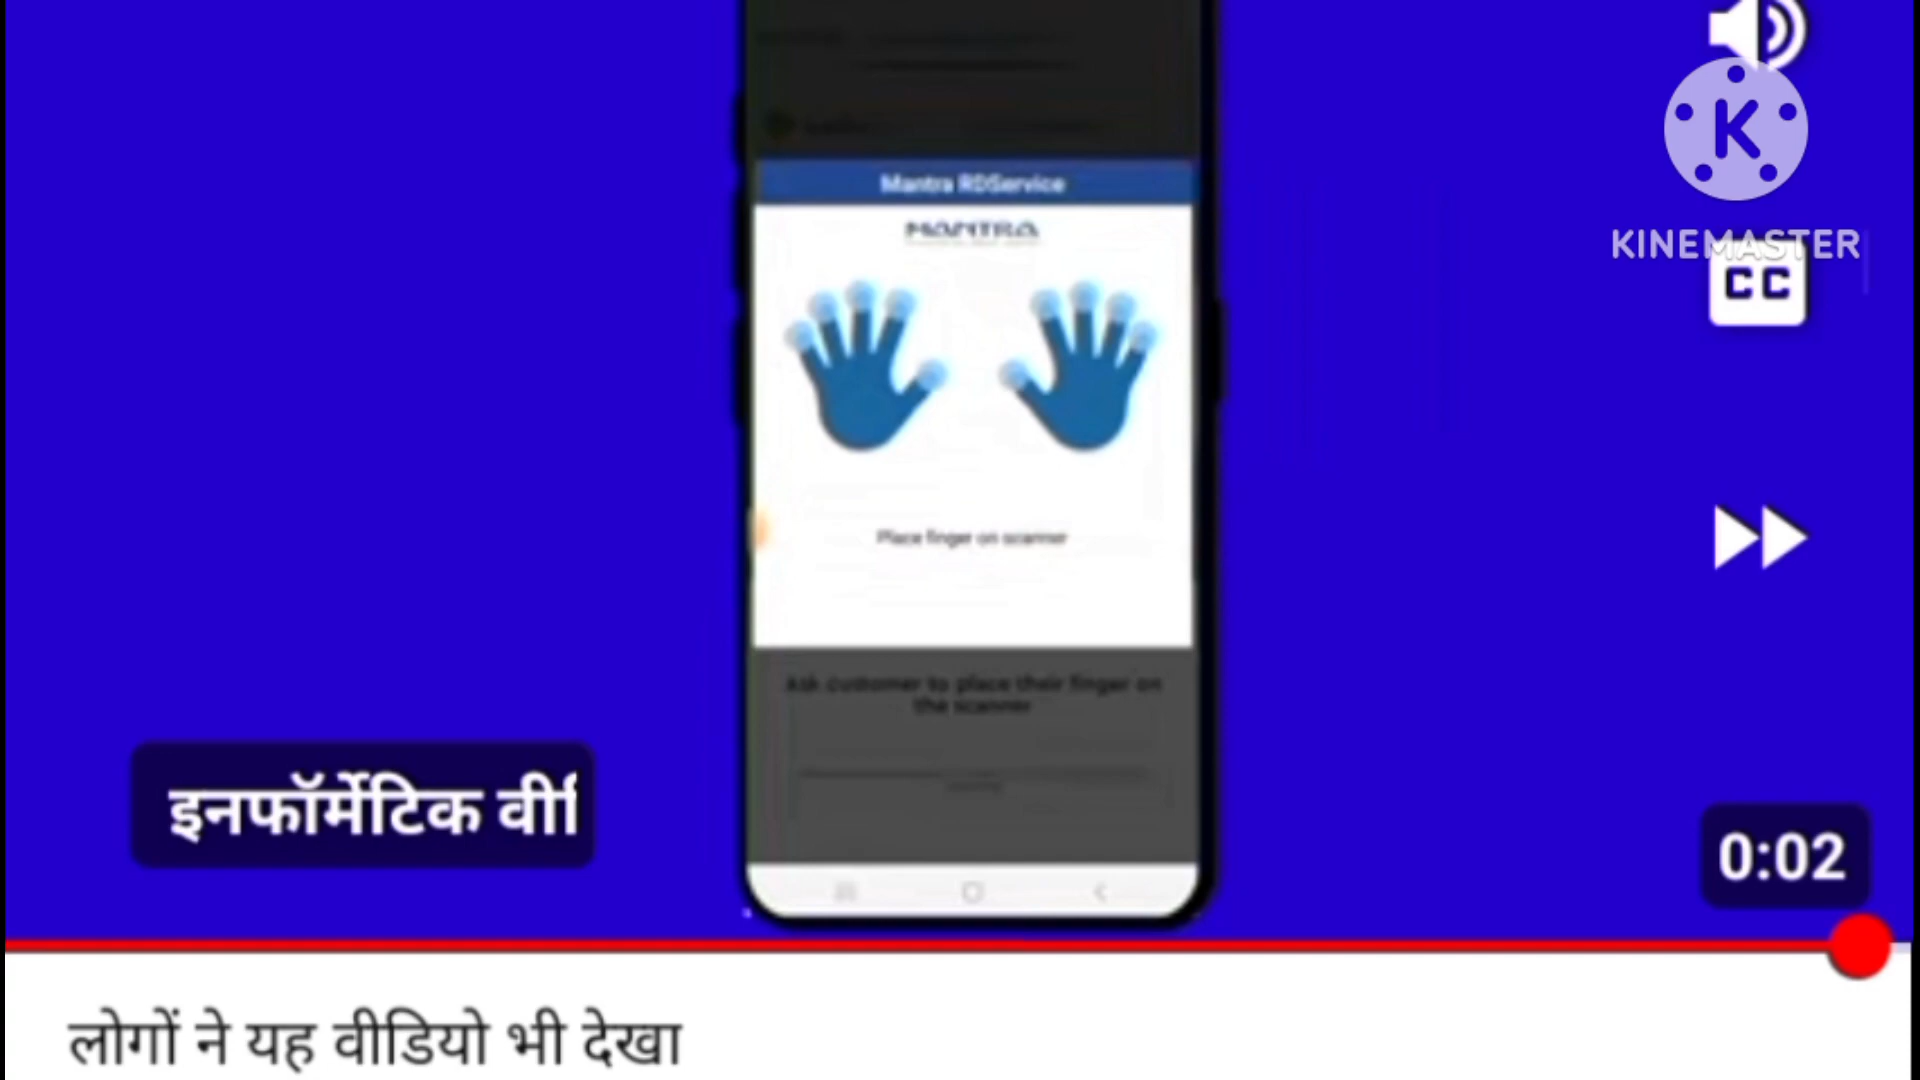 Mantra RDService
MANTRA
K
KINEMASTER
CC
Place finger on scanner
Ask customer to place their finger on
the scanner
इनफॉर्मेटिक वी
0:02
लोगों ने यह वीडियो भी देखा